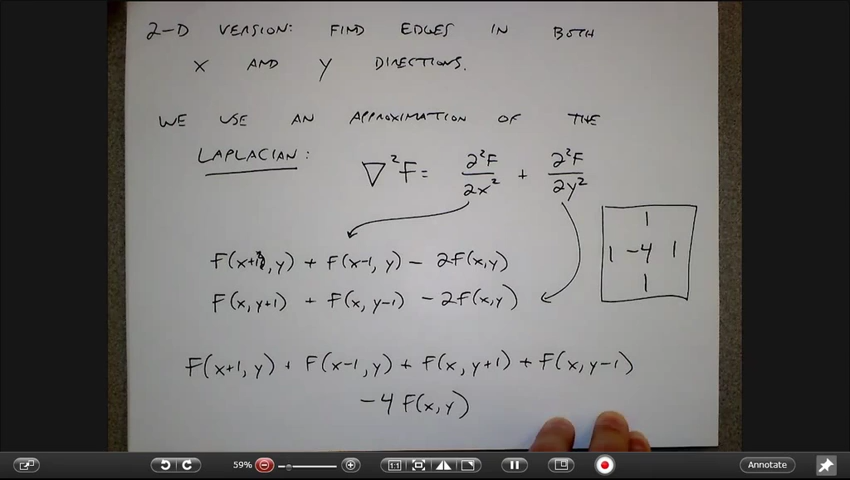 2-D VERSION: FIND EDGES IN BOTH
X AND Y DIRECTIONS.
WE USE AN APPROXIMATION OF THE
LAPLACIAN: ∇²F = ∂²F/∂x² + ∂²F/∂y²
1
1 -4 1
1
F(x+1, y) + F(x-1, y) - 2F(x,y)
F(x, y+1) + F(x, y-1) - 2F(x,y)
F(x+1, y) + F(x-1, y) + F(x, y+1) + F(x, y-1)
-4 F(x,y)
59%
1:1
Annotate